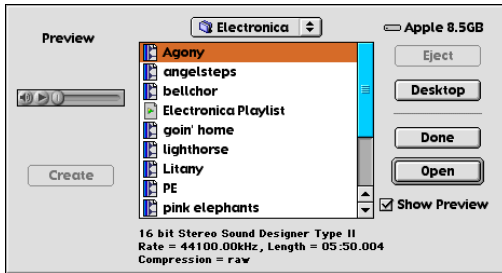 Preview
Electronica
Apple 8.5GB
Agony
angelsteps
bellchor
Electronica Playlist
goin' home
lighthorse
Litany
PE
pink elephants
Eject
Desktop
Done
Create
Open
Show Preview
16 bit Stereo Sound Designer Type II
Rate = 44100.00kHz, Length = 05:50.004
Compression = raw